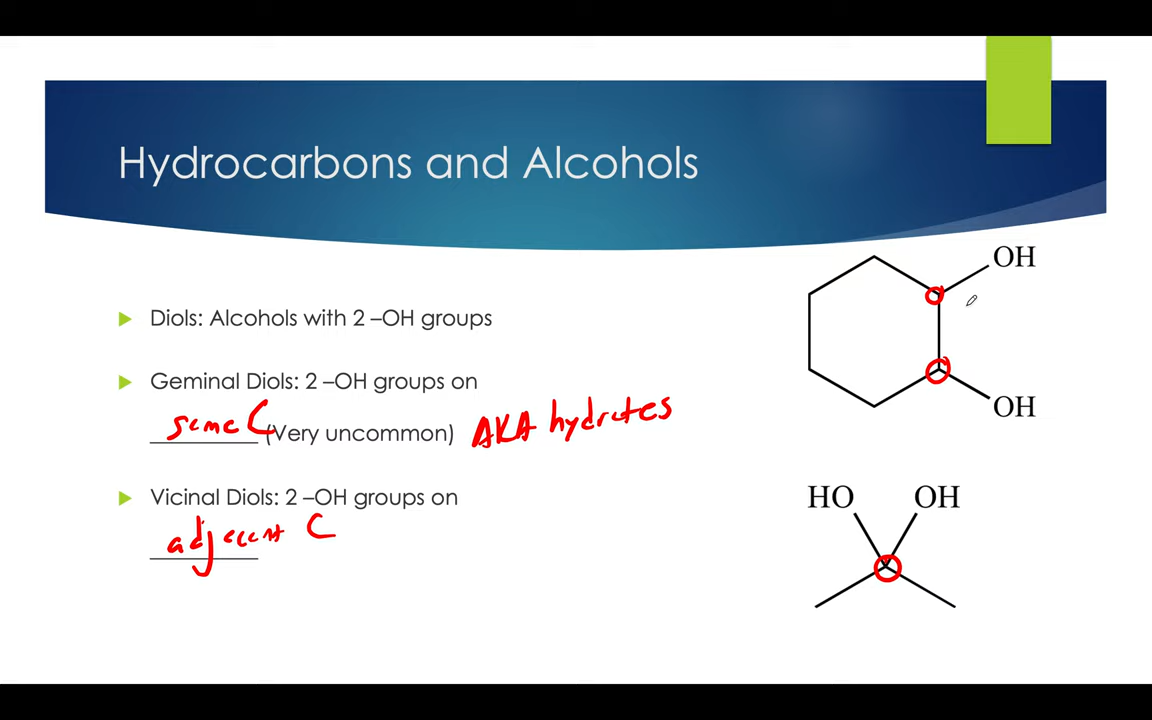 Hydrocarbons and Alcohols
Diols: Alcohols with 2 –OH groups
Geminal Diols: 2 –OH groups on
same C (Very uncommon) AKA hydrates
Vicinal Diols: 2 –OH groups on
adjacent C
OH
OH
HO OH